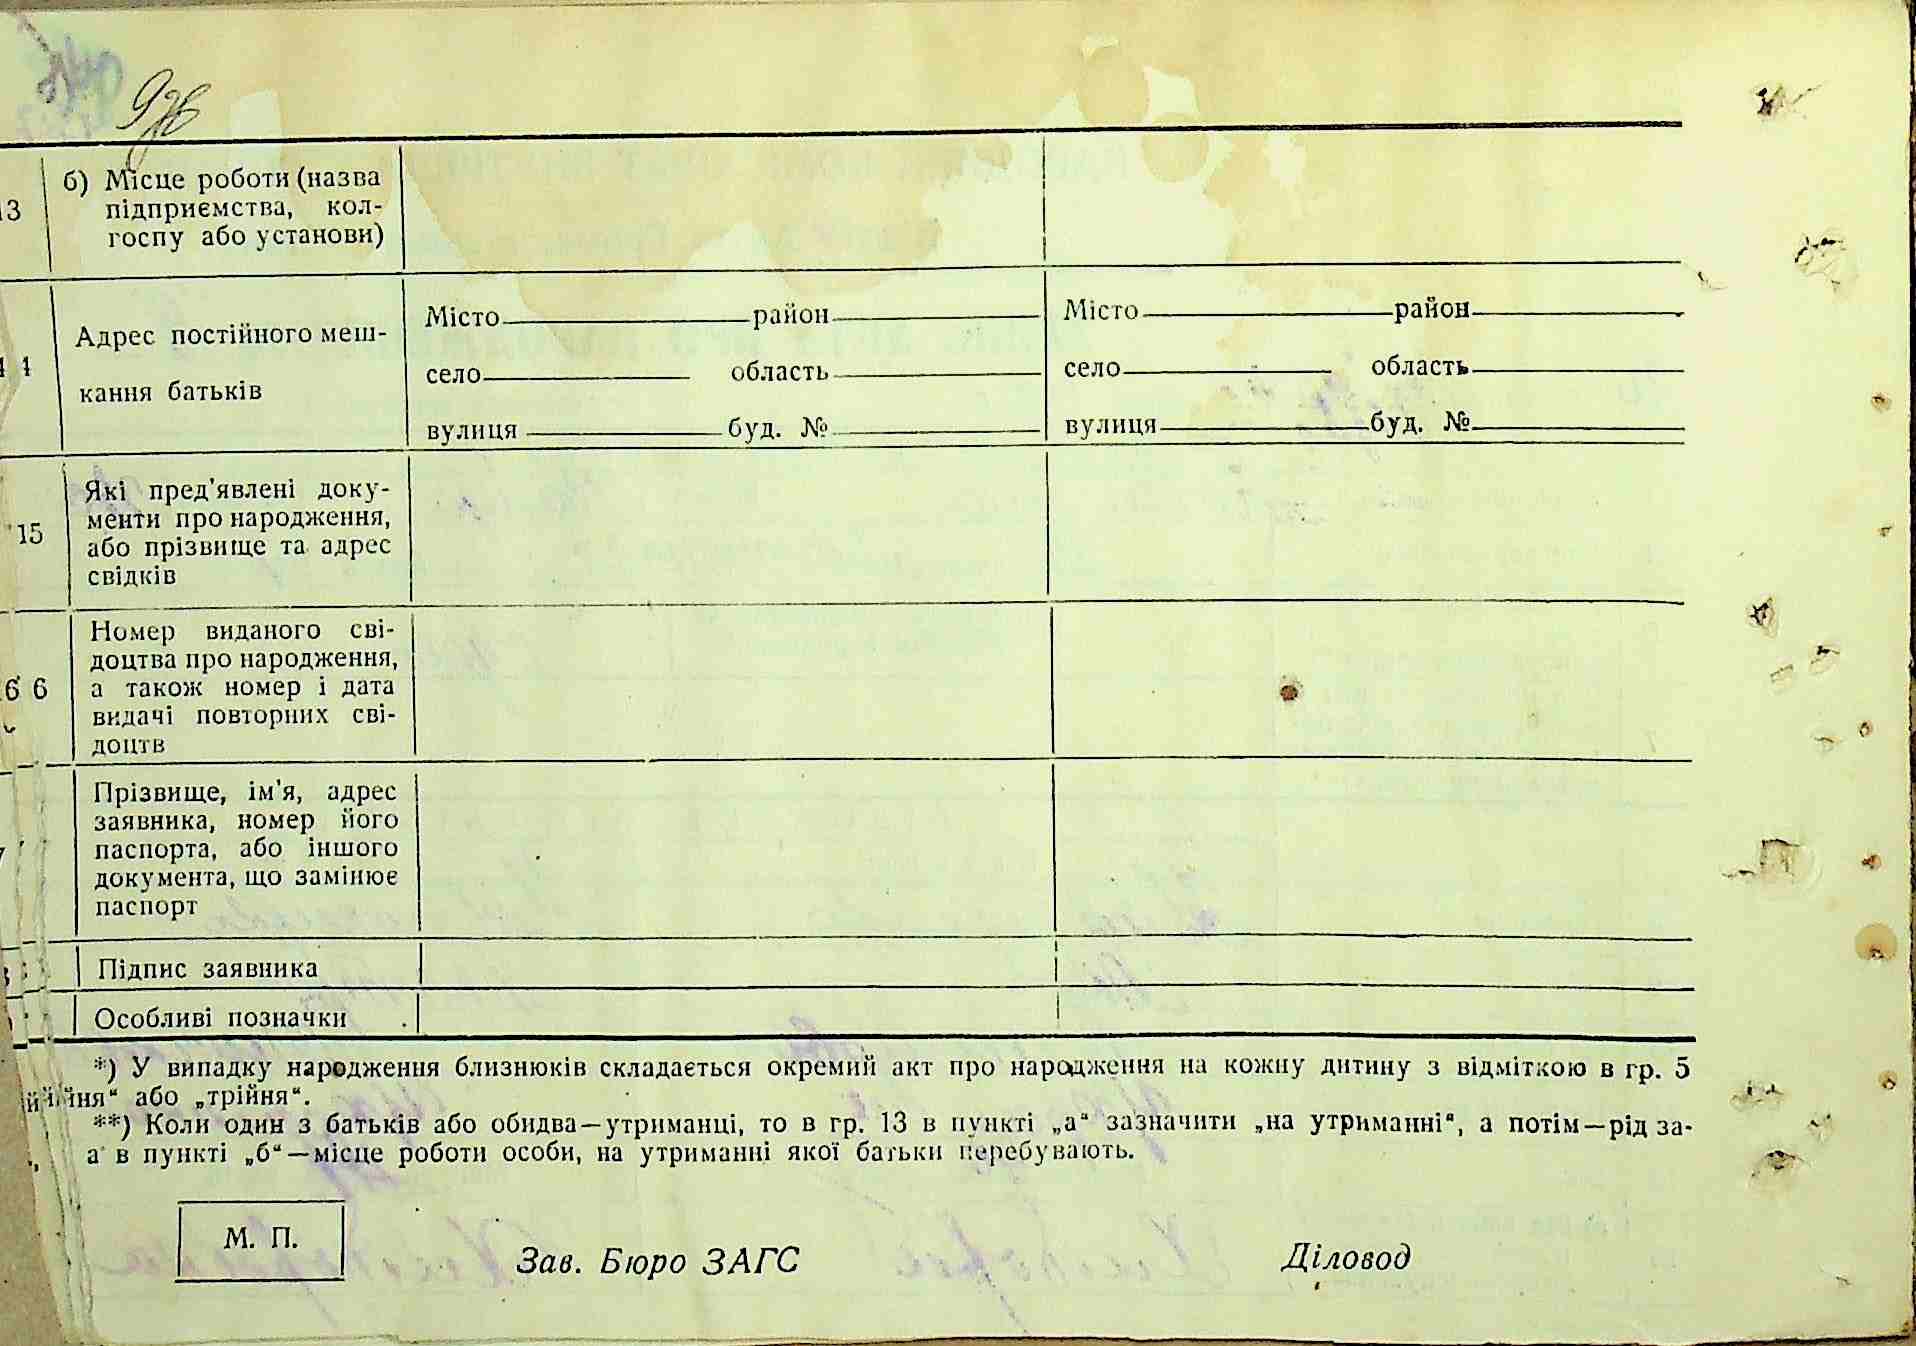 13
б) Місце роботи (назва
підприємства, кол-
госпу або установи)
Адрес постійного меш-
кання батьків
Місто район
село область
вулиця буд. №
Місто район
село область
вулиця буд. №
15
Які пред'явлені доку-
менти про народження,
або прізвище та адрес
свідків
Номер виданого сві-
доцтва про народження,
а також номер і дата
видачі повторних сві-
доцтв
Прізвище, ім'я, адрес
заявника, номер його
паспорта, або іншого
документа, що замінює
паспорт
Підпис заявника
Особливі позначки
*) У випадку народження близнюків складається окремий акт про народження на кожну дитину з відміткою в гр. 5
або „трійня“.
**) Коли один з батьків або обидва—утриманці, то в гр. 13 в пункті „а“ зазначити „на утриманні“, а потім—рід за-
а в пункті „б“—місце роботи особи, на утриманні якої батьки перебувають.
М. П.
Зав. Бюро ЗАГС
Діловод